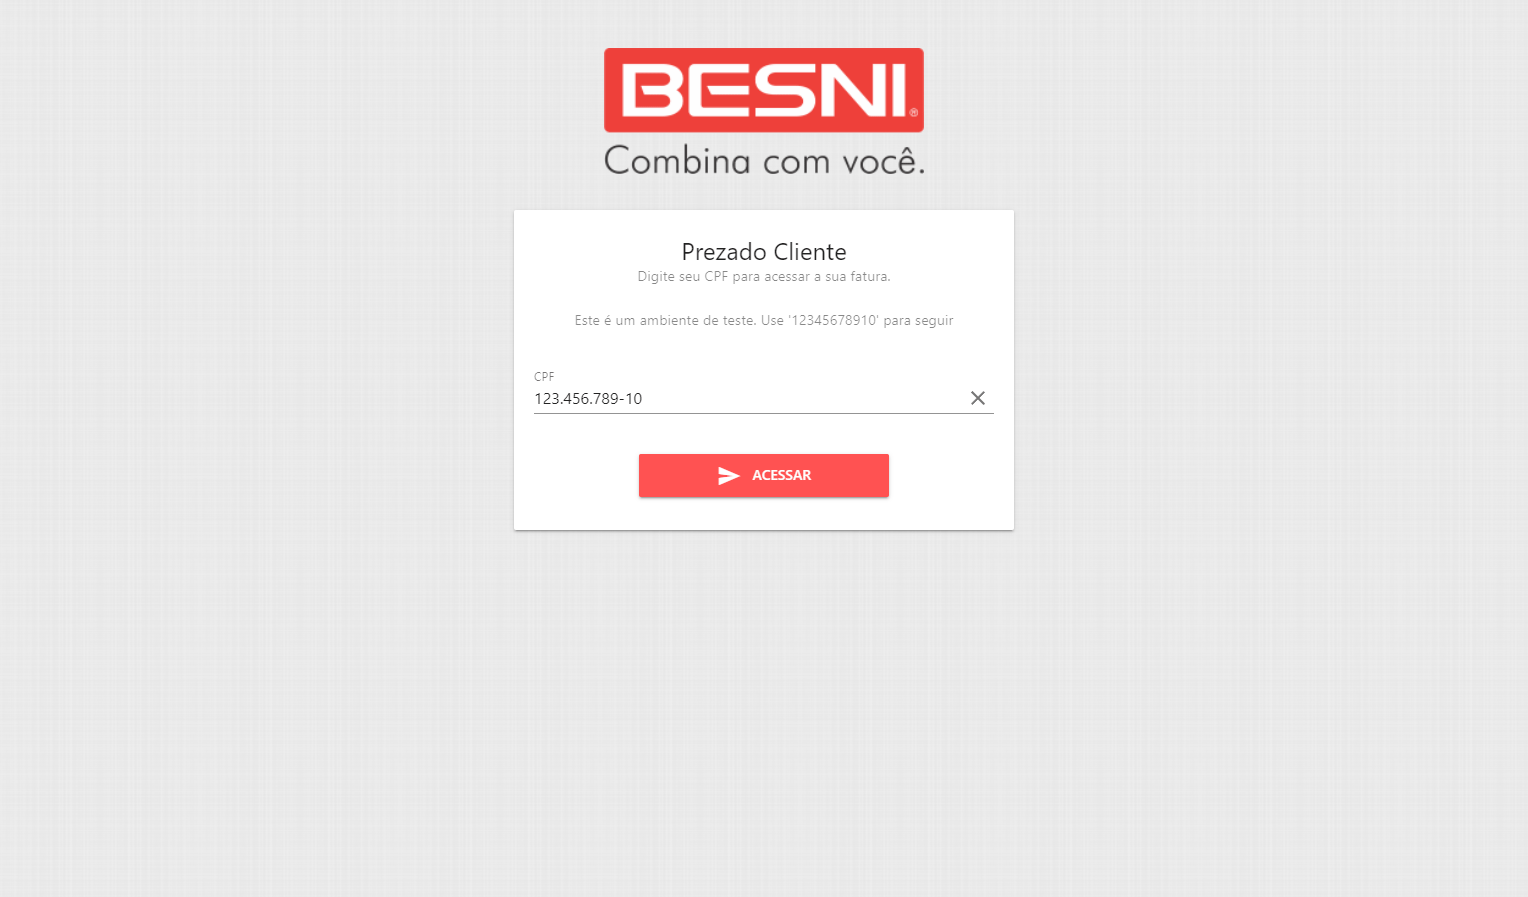 BESNI®
Combina com você.
Prezado Cliente
Digite seu CPF para acessar a sua fatura.
Este é um ambiente de teste. Use '12345678910' para seguir
CPF
123.456.789-10
ACESSAR